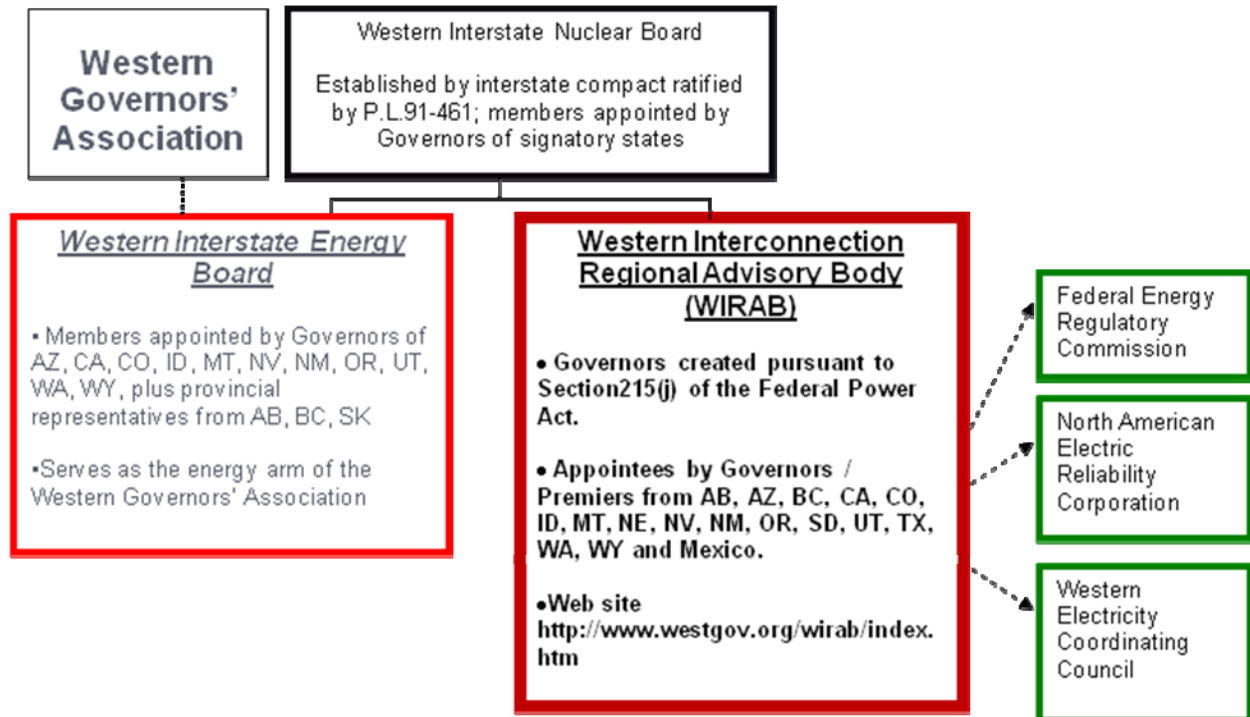 Western
Governors'
Association
Western Interstate Nuclear Board
Established by interstate compact ratified
by P.L.91-461; members appointed by
Governors of signatory states
Western Interstate Energy
Board
▪ Members appointed by Governors of
AZ, CA, CO, ID, MT, NV, NM, OR, UT,
WA, WY, plus provincial
representatives from AB, BC, SK
▪Serves as the energy arm of the
Western Governors' Association
Western Interconnection
Regional Advisory Body
(WIRAB)
● Governors created pursuant to
Section215(j) of the Federal Power
Act.
● Appointees by Governors /
Premiers from AB, AZ, BC, CA, CO,
ID, MT, NE, NV, NM, OR, SD, UT, TX,
WA, WY and Mexico.
●Web site
http://www.westgov.org/wirab/index.
htm
Federal Energy
Regulatory
Commission
North American
Electric
Reliability
Corporation
Western
Electricity
Coordinating
Council